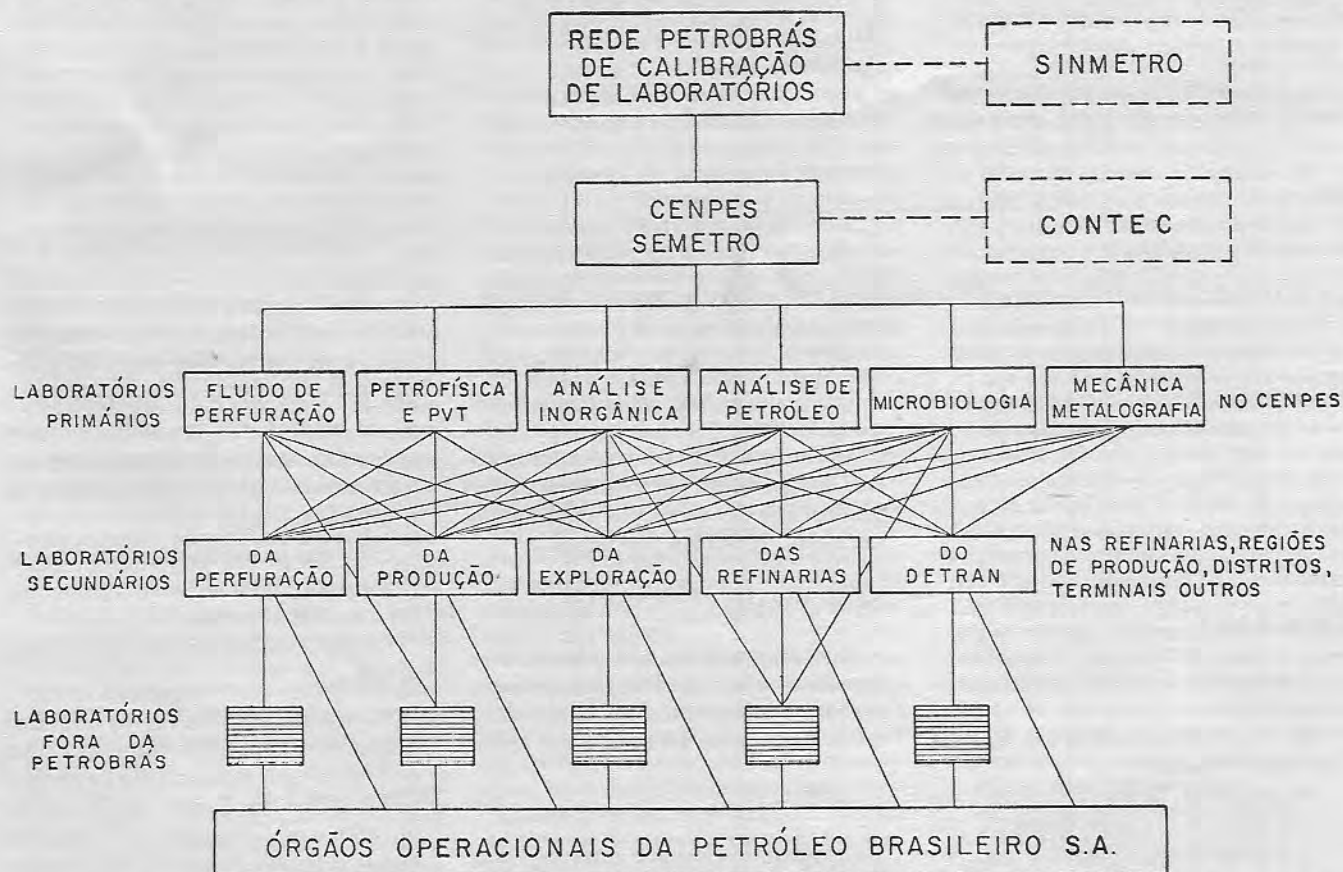 REDE PETROBRÁS
DE CALIBRAÇÃO
DE LABORATÓRIOS
SINMETRO
CENPES
SEMETRO
CONTEC
LABORATÓRIOS
PRIMÁRIOS
FLUIDO DE
PERFURAÇÃO
PETROFÍSICA
E PVT
ANÁLISE
INORGÂNICA
ANÁLISE DE
PETRÓLEO
MICROBIOLOGIA
MECÂNICA
METALOGRAFIA
NO CENPES
LABORATÓRIOS
SECUNDÁRIOS
DA
PERFURAÇÃO
DA
PRODUÇÃO
DA
EXPLORAÇÃO
DAS
REFINARIAS
DO
DETRAN
NAS REFINARIAS, REGIÕES
DE PRODUÇÃO, DISTRITOS,
TERMINAIS OUTROS
LABORATÓRIOS
FORA DA
PETROBRÁS
ÓRGÃOS OPERACIONAIS DA PETRÓLEO BRASILEIRO S.A.